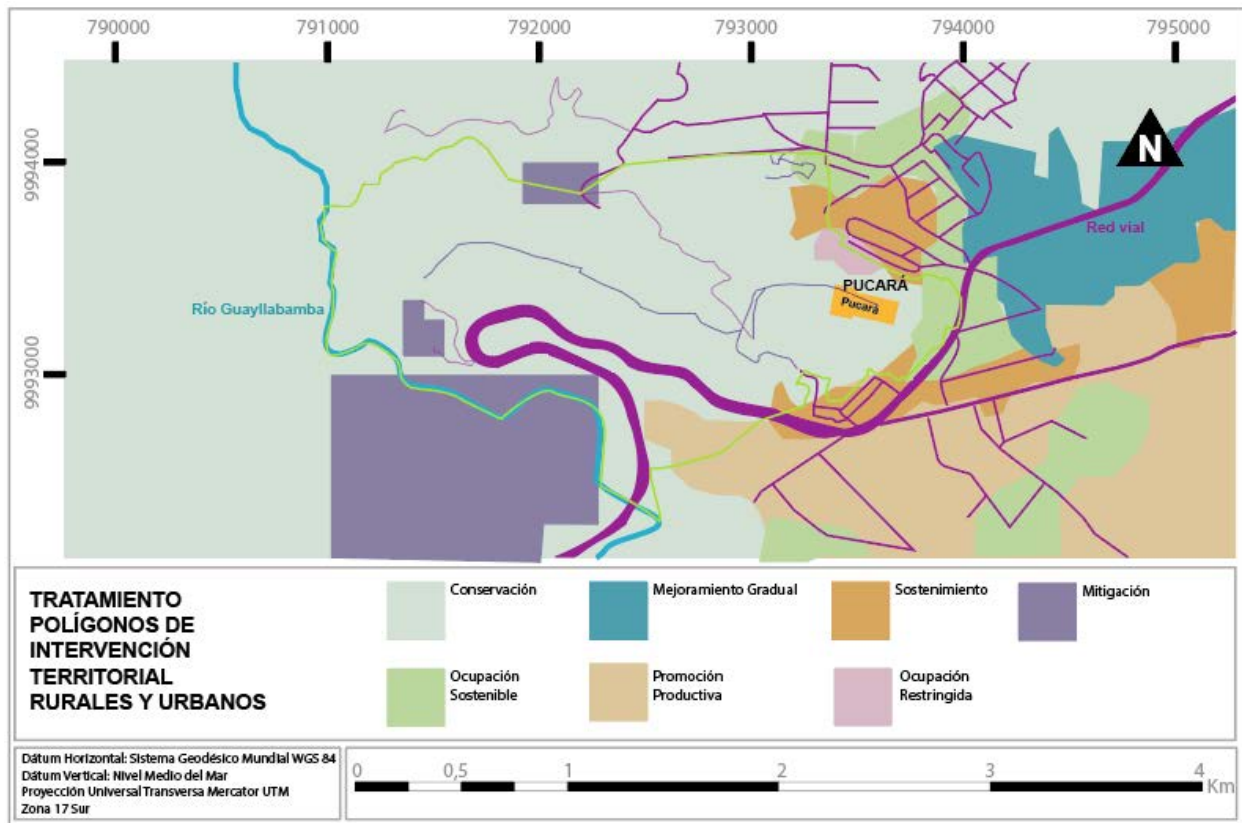 790000 791000 792000 793000 794000 795000
9994000
9993000
N
Red vial
Río Guayllabamba
PUCARÁ
Pucará
TRATAMIENTO
POLÍGONOS DE
INTERVENCIÓN
TERRITORIAL
RURALES Y URBANOS
Conservación
Mejoramiento Gradual
Sostenimiento
Mitigación
Ocupación
Sostenible
Promoción
Productiva
Ocupación
Restringida
Dátum Horizontal: Sistema Geodésico Mundial WGS 84
Dátum Vertical: Nivel Medio del Mar
Proyección Universal Transversa Mercator UTM
Zona 17 Sur
0 0,5 1 2 3 4
Km